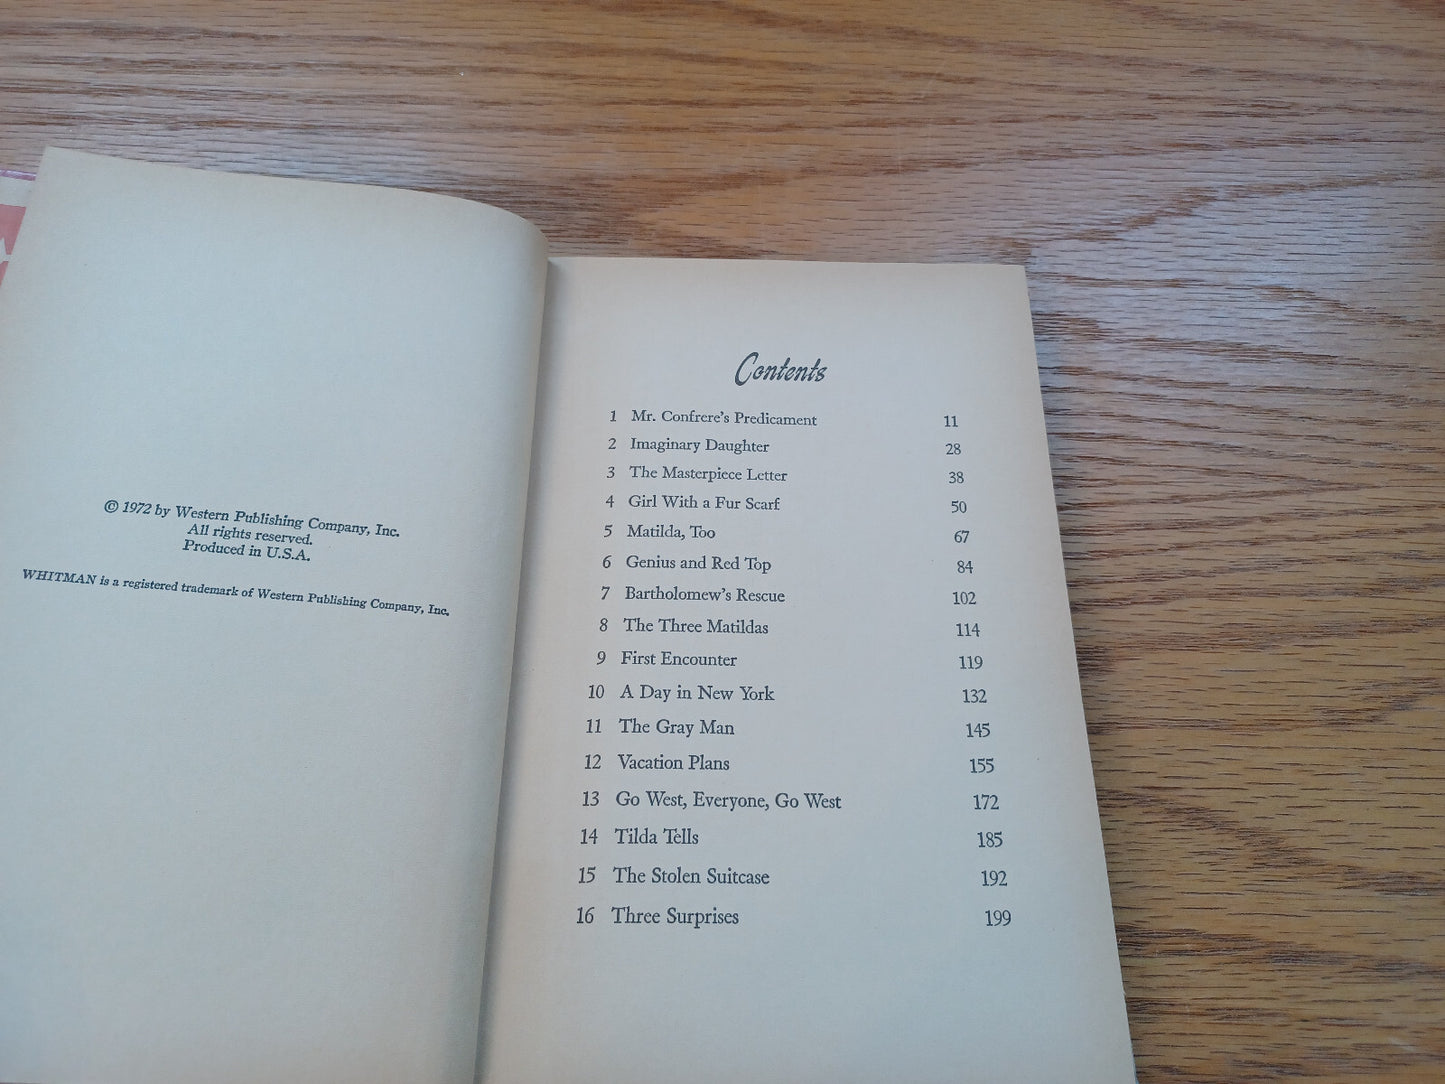 © 1972 by Western Publishing Company, Inc.
All rights reserved.
Produced in U.S.A.
WHITMAN is a registered trademark of Western Publishing Company, Inc.
Contents
1 Mr. Confrere's Predicament 11
2 Imaginary Daughter 28
3 The Masterpiece Letter 38
4 Girl With a Fur Scarf 50
5 Matilda, Too 67
6 Genius and Red Top 84
7 Bartholomew's Rescue 102
8 The Three Matildas 114
9 First Encounter 119
10 A Day in New York 132
11 The Gray Man 145
12 Vacation Plans 155
13 Go West, Everyone, Go West 172
14 Tilda Tells 185
15 The Stolen Suitcase 192
16 Three Surprises 199